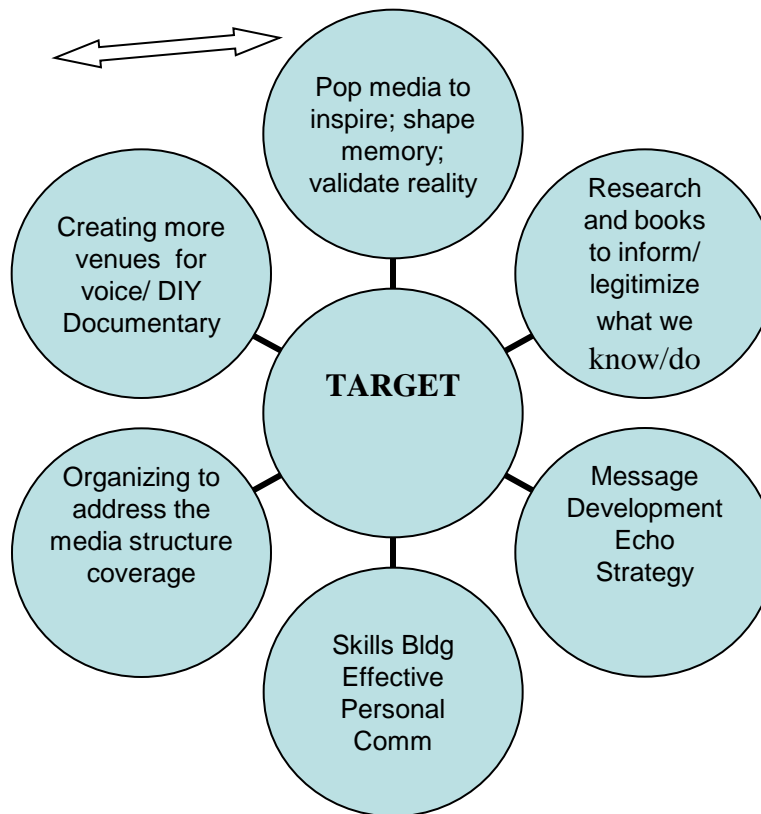 Pop media to
inspire; shape
memory;
validate reality
Research
and books
to inform/
legitimize
what we
know/do
Creating more
venues for
voice/ DIY
Documentary
TARGET
Organizing to
address the
media structure
coverage
Message
Development
Echo
Strategy
Skills Bldg
Effective
Personal
Comm